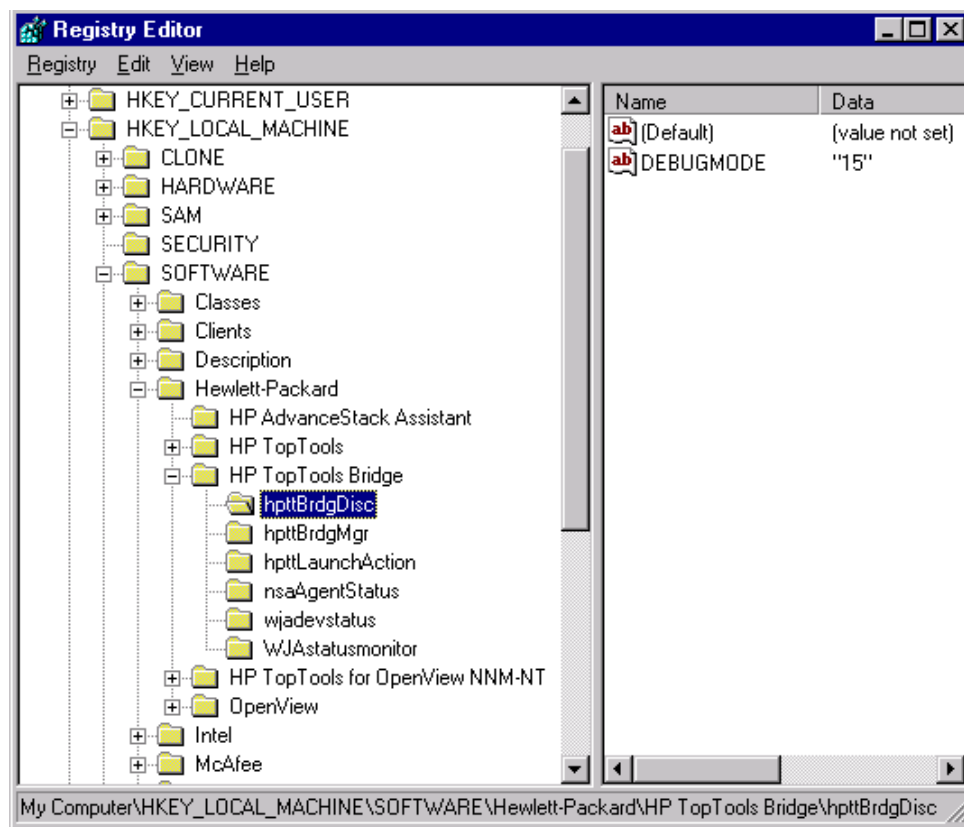 Registry Editor
Registry Edit View Help
HKEY_CURRENT_USER
HKEY_LOCAL_MACHINE
CLONE
HARDWARE
SAM
SECURITY
SOFTWARE
Classes
Clients
Description
Hewlett-Packard
HP AdvanceStack Assistant
HP TopTools
HP TopTools Bridge
hpttBrdgDisc
hpttBrdgMgr
hpttLaunchAction
nsaAgentStatus
wjadevstatus
WJAstatusmonitor
HP TopTools for OpenView NNM-NT
OpenView
Intel
McAfee
Name Data
ab (Default) (value not set)
ab DEBUGMODE "15"
My Computer\HKEY_LOCAL_MACHINE\SOFTWARE\Hewlett-Packard\HP TopTools Bridge\hpttBrdgDisc